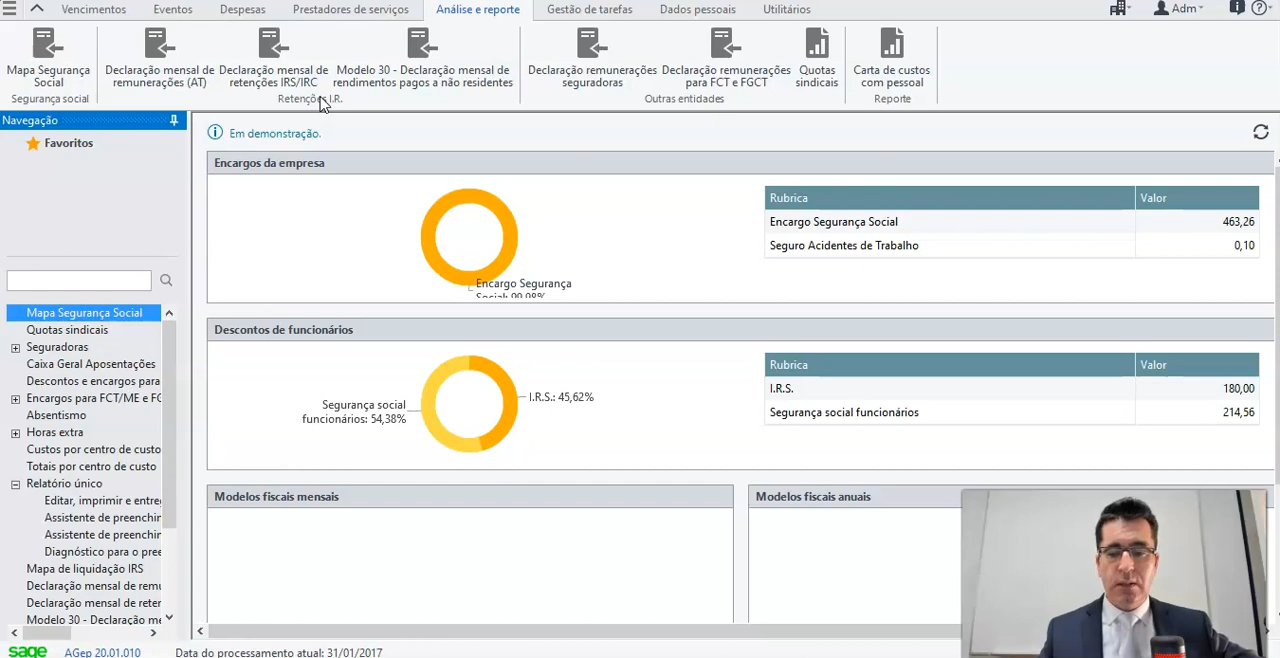 Vencimentos Eventos Despesas Prestadores de serviços Análise e reporte Gestão de tarefas Dados pessoais Utilitários Adm
Mapa Segurança
Social
Declaração mensal de
remunerações (AT)
Declaração mensal de
retenções IRS/IRC
Modelo 30 - Declaração mensal de
rendimentos pagos a não residentes
Declaração remunerações
seguradoras
Declaração remunerações
para FCT e FGCT
Quotas
sindicais
Carta de custos
com pessoal
Segurança social Retenções I.R. Outras entidades Reporte
Navegação
Favoritos
Mapa Segurança Social
Quotas sindicais
Seguradoras
Caixa Geral Aposentações
Descontos e encargos para
Encargos para FCT/ME e FC
Absentismo
Horas extra
Custos por centro de custo
Totais por centro de custo
Relatório único
Editar, imprimir e entre
Assistente de preenchin
Assistente de preenchin
Diagnóstico para o pree
Mapa de liquidação IRS
Declaração mensal de remu
Declaração mensal de reter
Modelo 30 - Declaração me
Em demonstração.
Encargos da empresa
Encargo Segurança
Social: 99,98%
Rubrica Valor
Encargo Segurança Social 463,26
Seguro Acidentes de Trabalho 0,10
Descontos de funcionários
Segurança social
funcionários: 54,38%
I.R.S.: 45,62%
Rubrica Valor
I.R.S. 180,00
Segurança social funcionários 214,56
Modelos fiscais mensais
Modelos fiscais anuais
sage AGep 20.01.010 Data do processamento atual: 31/01/2017